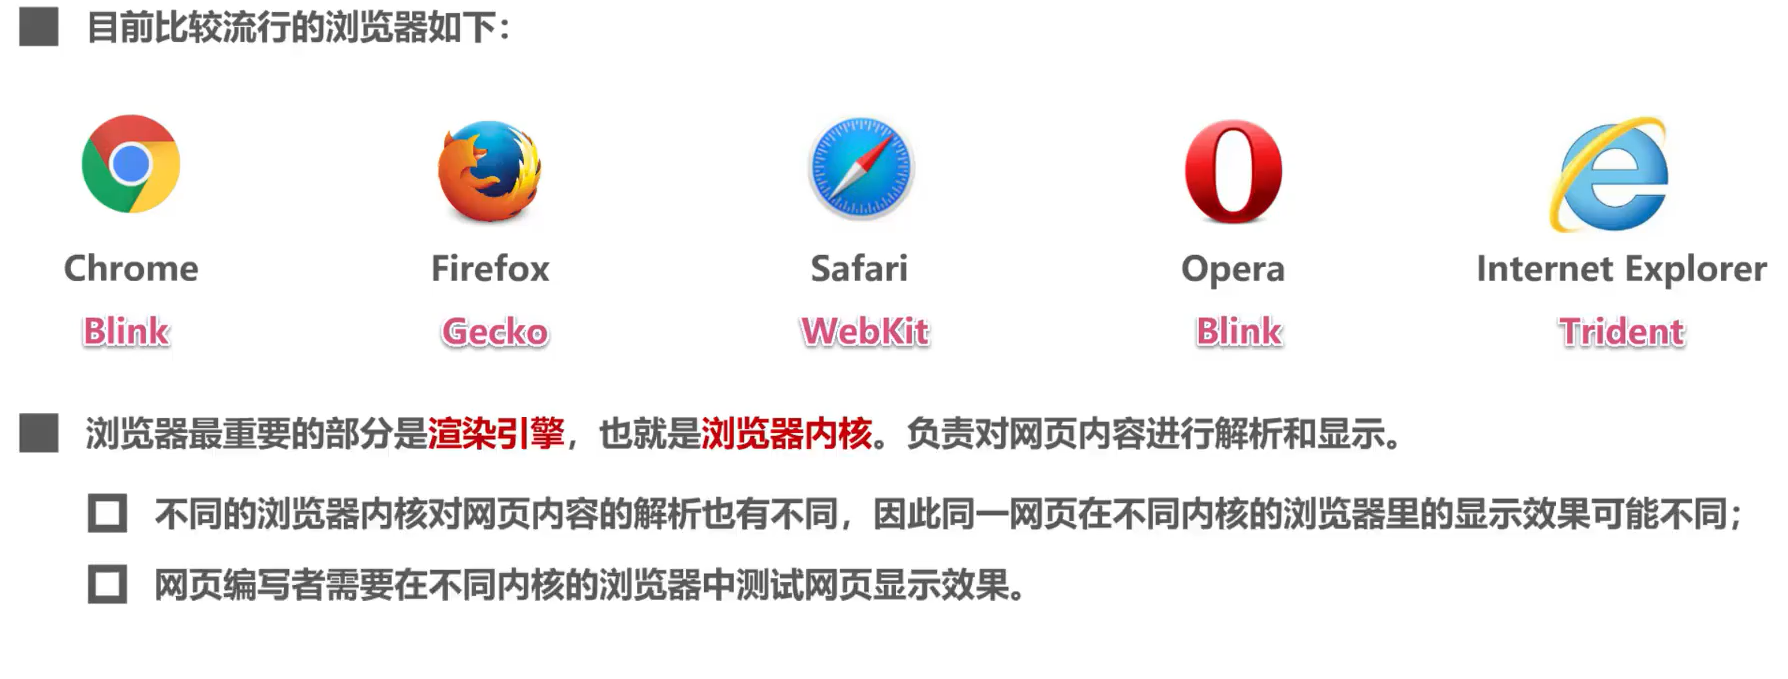 目前比较流行的浏览器如下：
Chrome Firefox Safari Opera Internet Explorer
Blink Gecko WebKit Blink Trident
浏览器最重要的部分是渲染引擎，也就是浏览器内核。负责对网页内容进行解析和显示。
不同的浏览器内核对网页内容的解析也有不同，因此同一网页在不同内核的浏览器里的显示效果可能不同；
网页编写者需要在不同内核的浏览器中测试网页显示效果。